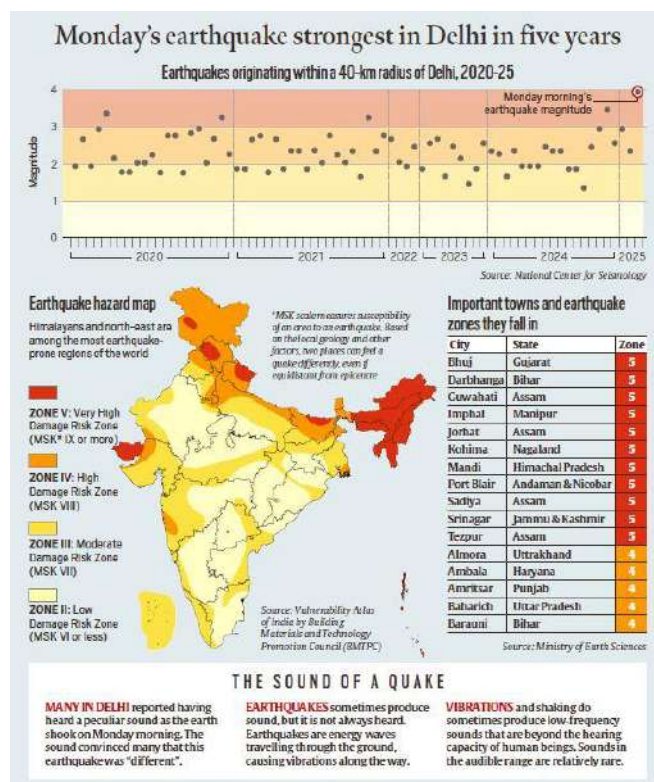 Monday's earthquake strongest in Delhi in five years
Earthquakes originating within a 40-km radius of Delhi, 2020-25
Magnitude
4
3
2
1
0
Monday morning's
earthquake magnitude
2020
2021
2022
2023
2024
2025
Source: National Center for Seismology
Earthquake hazard map
Himalayans and north-east are
among the most earthquake-
prone regions of the world
ZONE V: Very High
Damage Risk Zone
(MSK* IX or more)
ZONE IV: High
Damage Risk Zone
(MSK VIII)
ZONE III: Moderate
Damage Risk Zone
(MSK VII)
ZONE II: Low
Damage Risk Zone
(MSK VI or less)
*MSK scale measures susceptibility
of an area to an earthquake. Based
on the local geology and other
factors, two places can feel a
quake differently, even if
equidistant from epicentre
Source: Vulnerability Atlas
of India by Building
Materials and Technology
Promotion Council (BMTPC)
Important towns and earthquake
zones they fall in
City State Zone
Bhuj Gujarat 5
Darbhanga Bihar 5
Guwahati Assam 5
Imphal Manipur 5
Jorhat Assam 5
Kohima Nagaland 5
Mandi Himachal Pradesh 5
Port Blair Andaman & Nicobar 5
Sadiya Assam 5
Srinagar Jammu & Kashmir 5
Tezpur Assam 5
Almora Uttrakhand 4
Ambala Haryana 4
Amritsar Punjab 4
Baharich Uttar Pradesh 4
Barauni Bihar 4
Source: Ministry of Earth Sciences
THE SOUND OF A QUAKE
MANY IN DELHI reported having
heard a peculiar sound as the earth
shook on Monday morning. The
sound convinced many that this
earthquake was "different".
EARTHQUAKES sometimes produce
sound, but it is not always heard.
Earthquakes are energy waves
travelling through the ground,
causing vibrations along the way.
VIBRATIONS and shaking do
sometimes produce low-frequency
sounds that are beyond the hearing
capacity of human beings. Sounds in
the audible range are relatively rare.